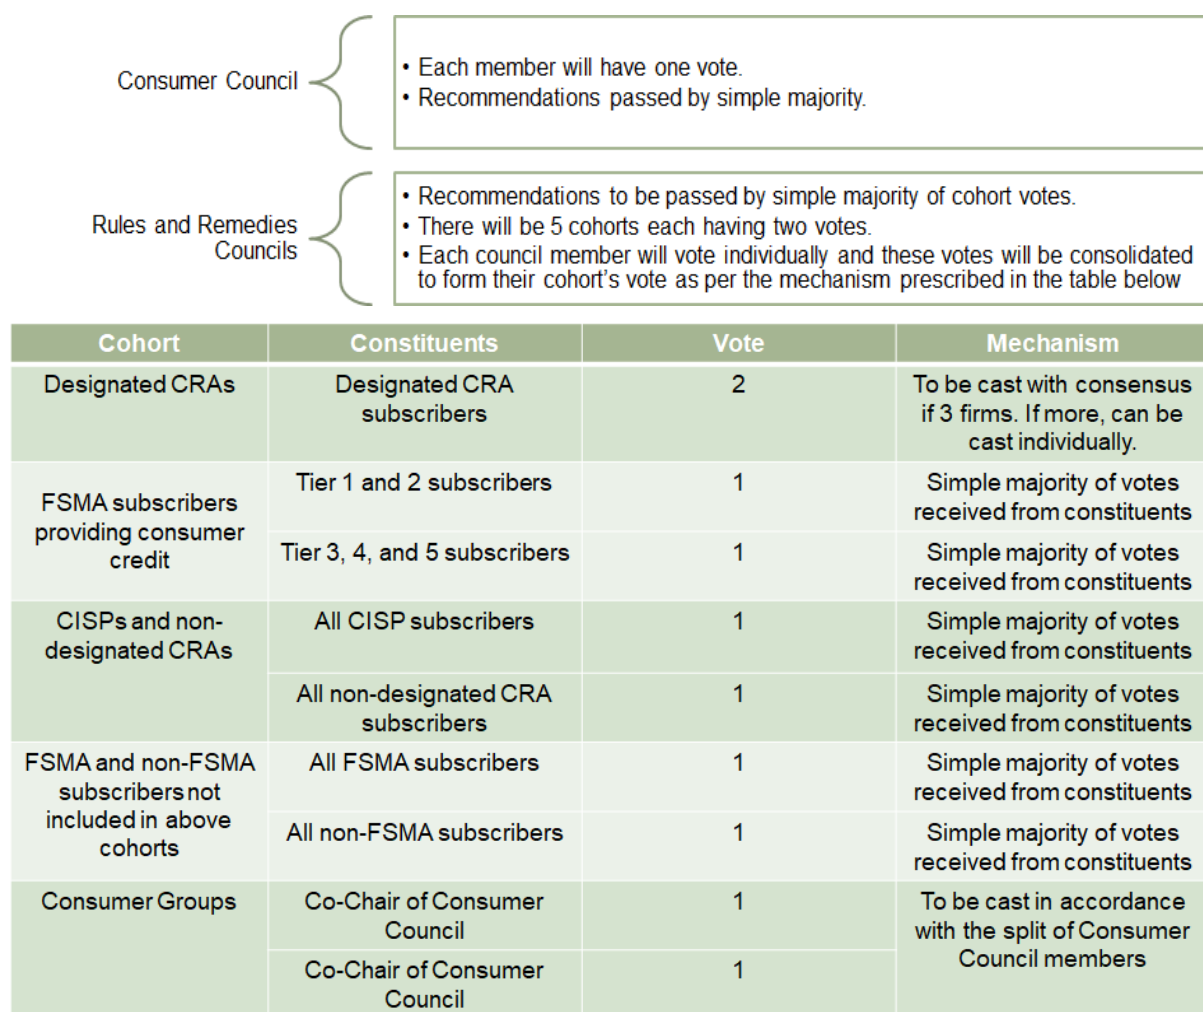 Consumer Council
• Each member will have one vote.
• Recommendations passed by simple majority.
Rules and Remedies
Councils
• Recommendations to be passed by simple majority of cohort votes.
• There will be 5 cohorts each having two votes.
• Each council member will vote individually and these votes will be consolidated
to form their cohort's vote as per the mechanism prescribed in the table below
Cohort Constituents Vote Mechanism
Designated CRAs
Designated CRA
subscribers
2
To be cast with consensus
if 3 firms. If more, can be
cast individually.
FSMA subscribers
providing consumer
credit
Tier 1 and 2 subscribers
1
Simple majority of votes
received from constituents
Tier 3, 4, and 5 subscribers
1
Simple majority of votes
received from constituents
CISPs and non-
designated CRAs
All CISP subscribers
1
Simple majority of votes
received from constituents
All non-designated CRA
subscribers
1
Simple majority of votes
received from constituents
FSMA and non-FSMA
subscribers not
included in above
cohorts
All FSMA subscribers
1
Simple majority of votes
received from constituents
All non-FSMA subscribers
1
Simple majority of votes
received from constituents
Consumer Groups
Co-Chair of Consumer
Council
1
To be cast in accordance
with the split of Consumer
Council members
Co-Chair of Consumer
Council
1